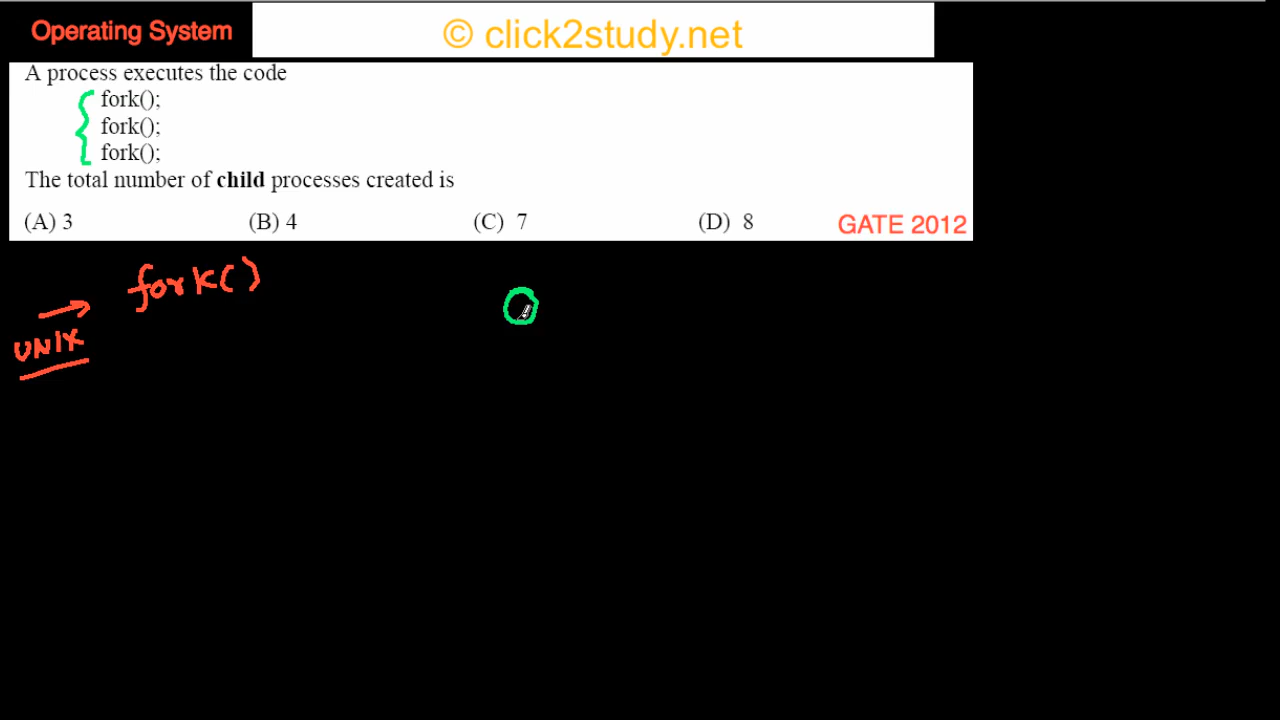 Operating System
© click2study.net
A process executes the code
fork();
fork();
fork();
The total number of child processes created is
(A) 3 (B) 4 (C) 7 (D) 8 GATE 2012
fork()
UNIX